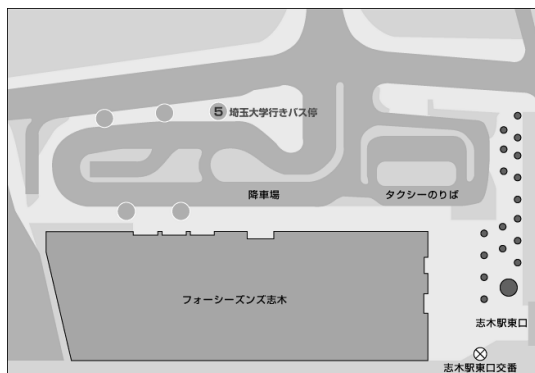 5 埼玉大学行きバス停
降車場
タクシーのりば
フォーシーズンズ志木
志木駅東口
志木駅東口交番